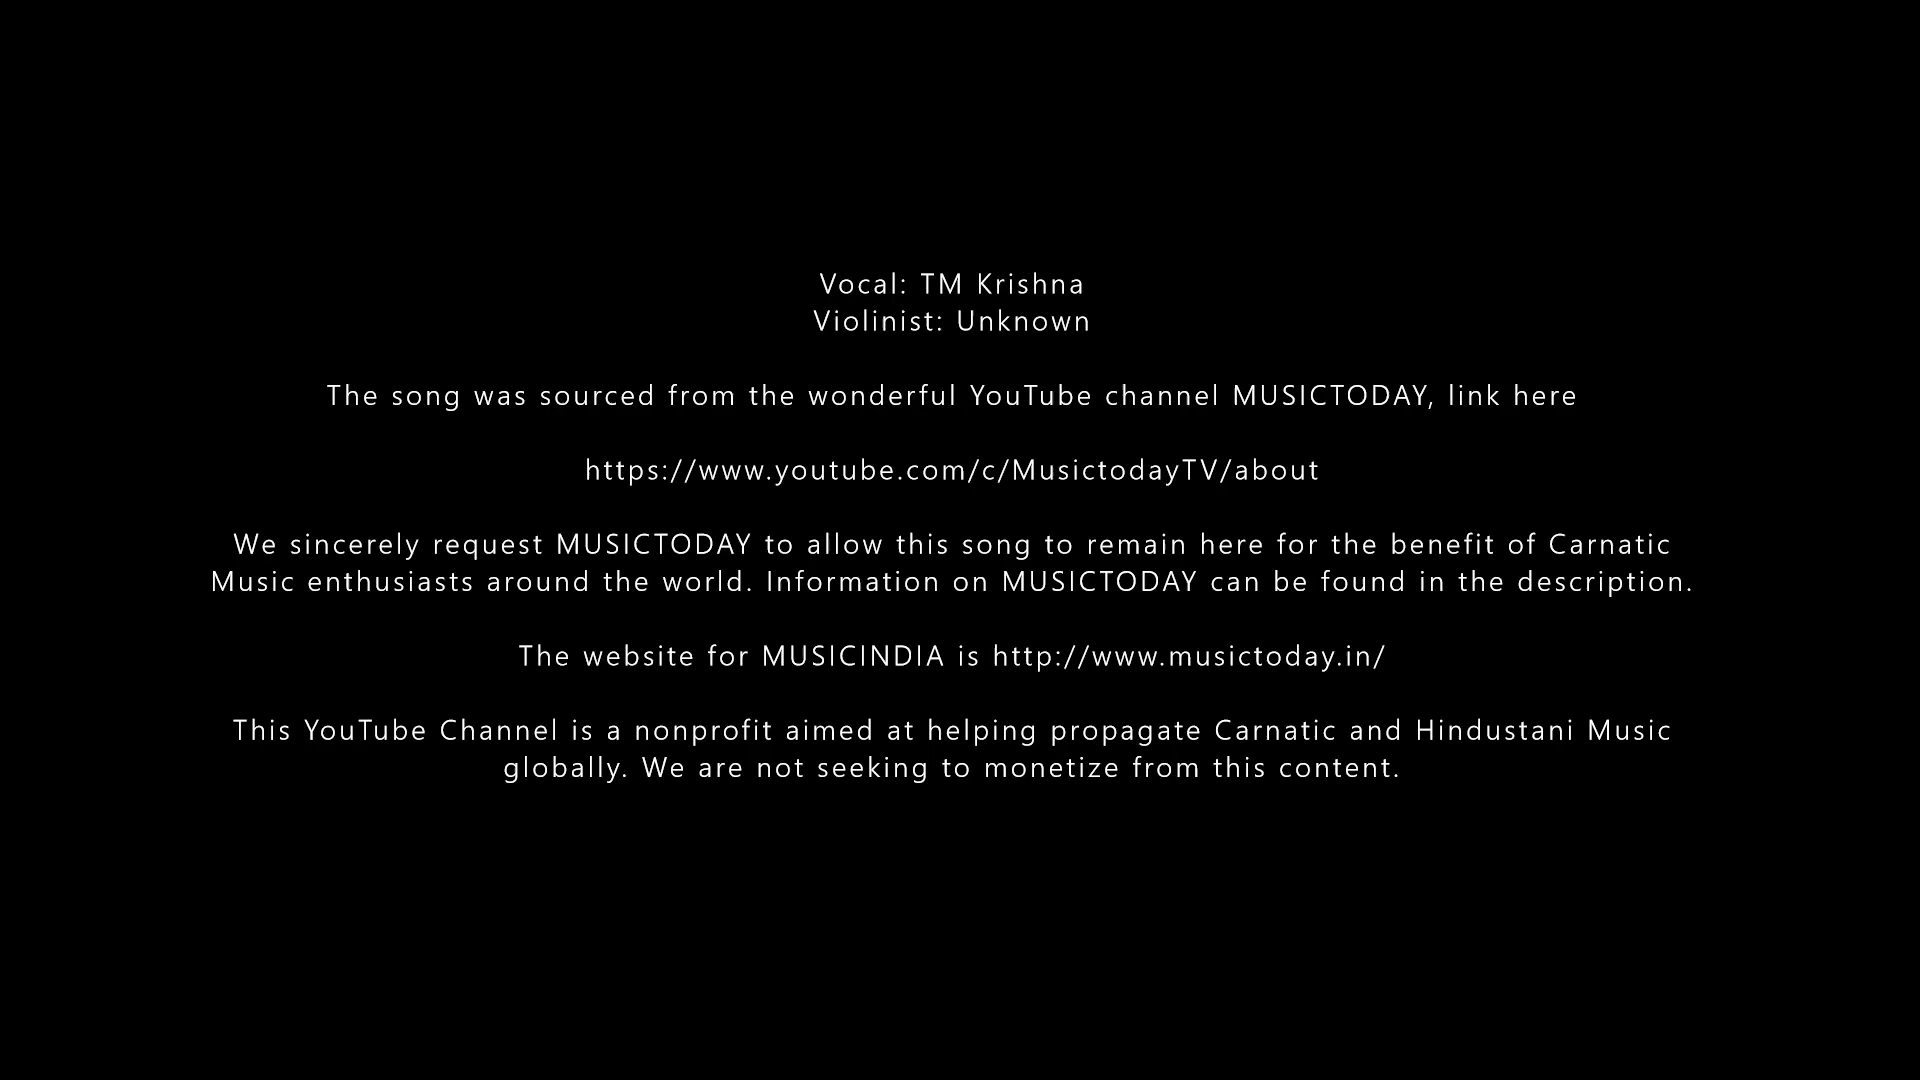 Vocal: TM Krishna
Violinist: Unknown
The song was sourced from the wonderful YouTube channel MUSICTODAY, link here
https://www.youtube.com/c/MusictodayTV/about
We sincerely request MUSICTODAY to allow this song to remain here for the benefit of Carnatic
Music enthusiasts around the world. Information on MUSICTODAY can be found in the description.
The website for MUSICINDIA is http://www.musictoday.in/
This YouTube Channel is a nonprofit aimed at helping propagate Carnatic and Hindustani Music
globally. We are not seeking to monetize from this content.